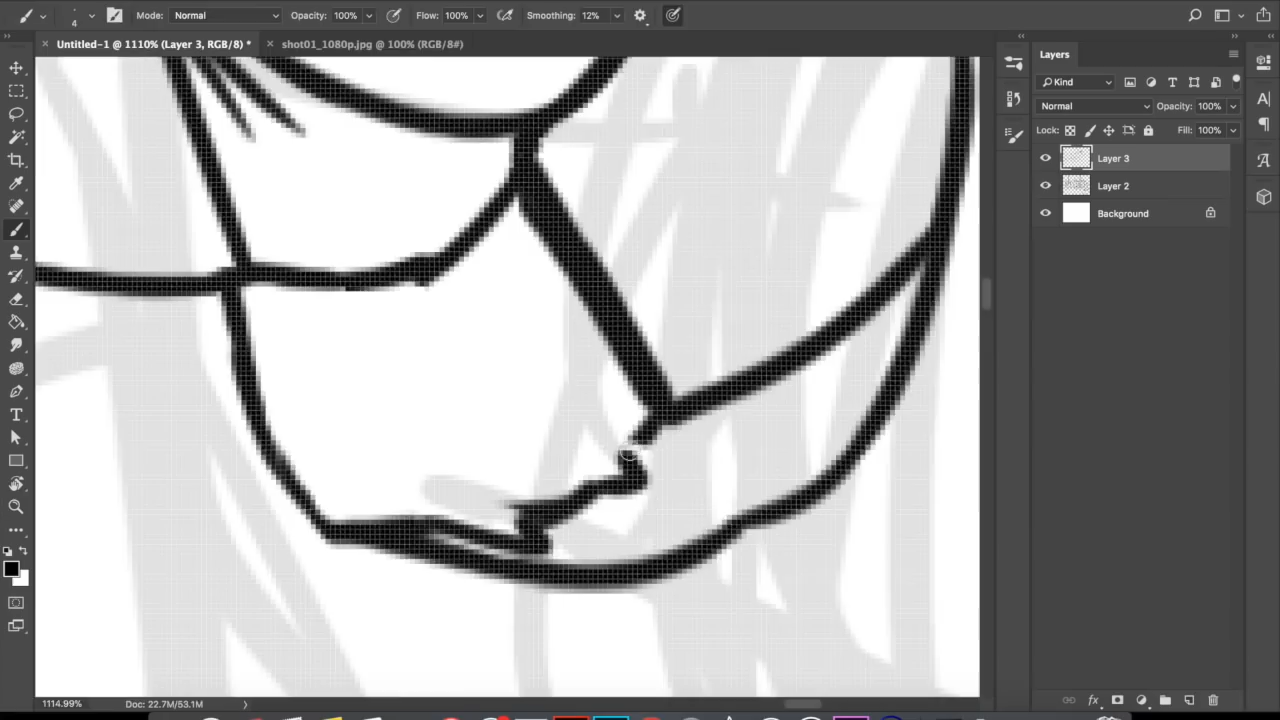 4
Mode: Normal
Opacity: 100%
Flow: 100%
Smoothing: 12%
Untitled-1 @ 1110% (Layer 3, RGB/8) *
shot01_1080p.jpg @ 100% (RGB/8#)
Layers
Kind
Normal
Opacity: 100%
Lock:
Fill: 100%
Layer 3
Layer 2
Background
1114.99%
Doc: 22.7M/53.1M